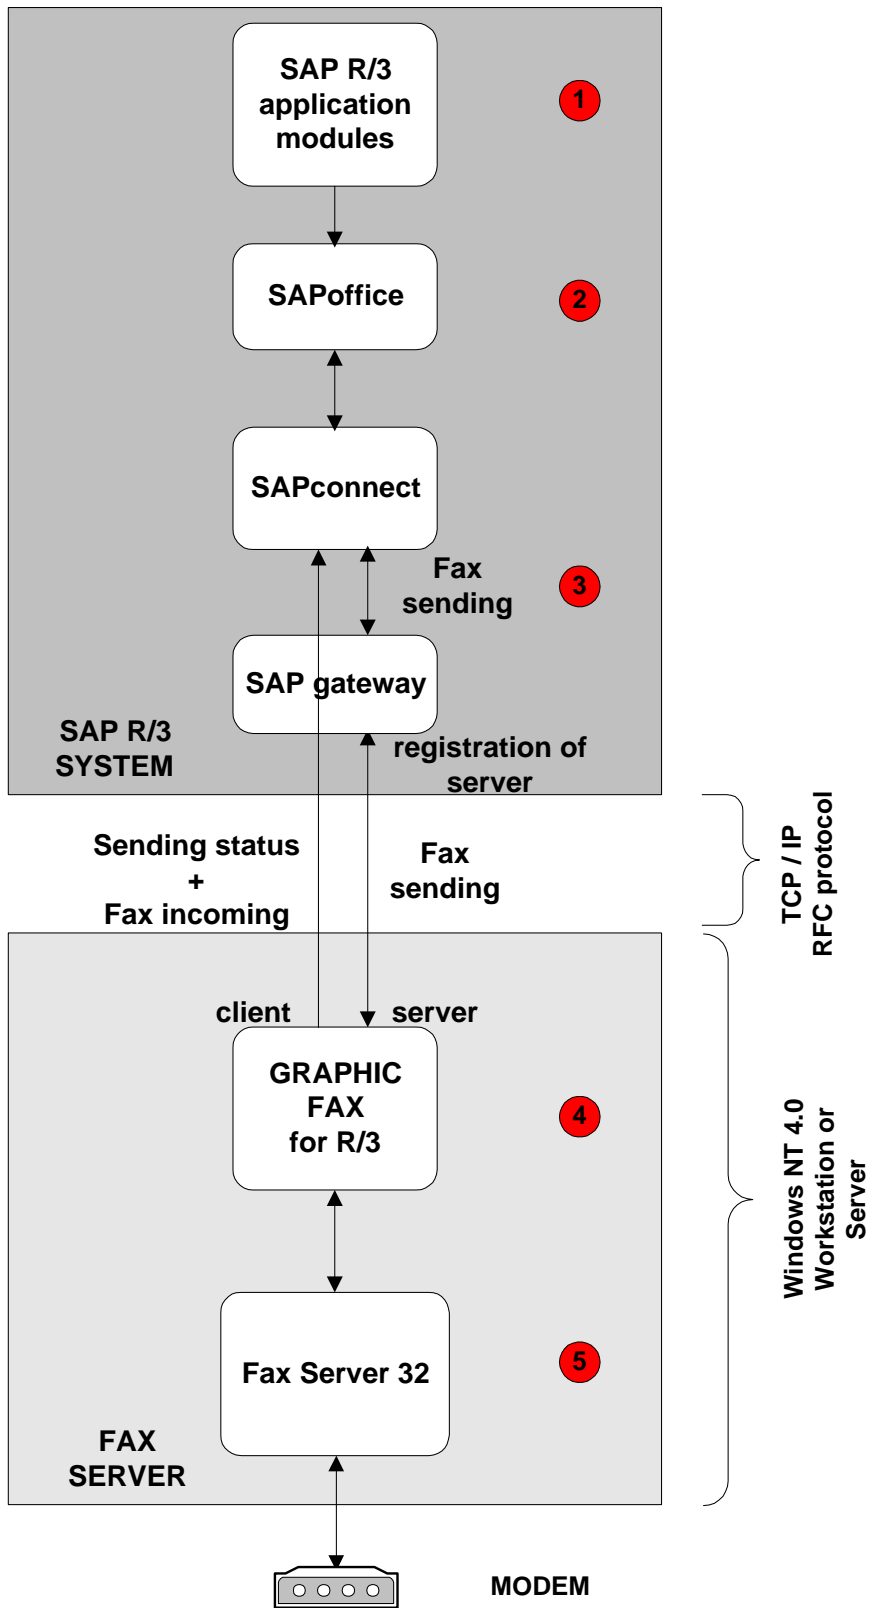 SAP R/3
application
modules
1
SAPoffice
2
SAPconnect
Fax
sending
3
SAP gateway
SAP R/3
SYSTEM
registration of
server
Sending status
+
Fax incoming
Fax
sending
TCP / IP
RFC protocol
client
server
GRAPHIC
FAX
for R/3
4
Windows NT 4.0
Workstation or
Server
Fax Server 32
5
FAX
SERVER
MODEM